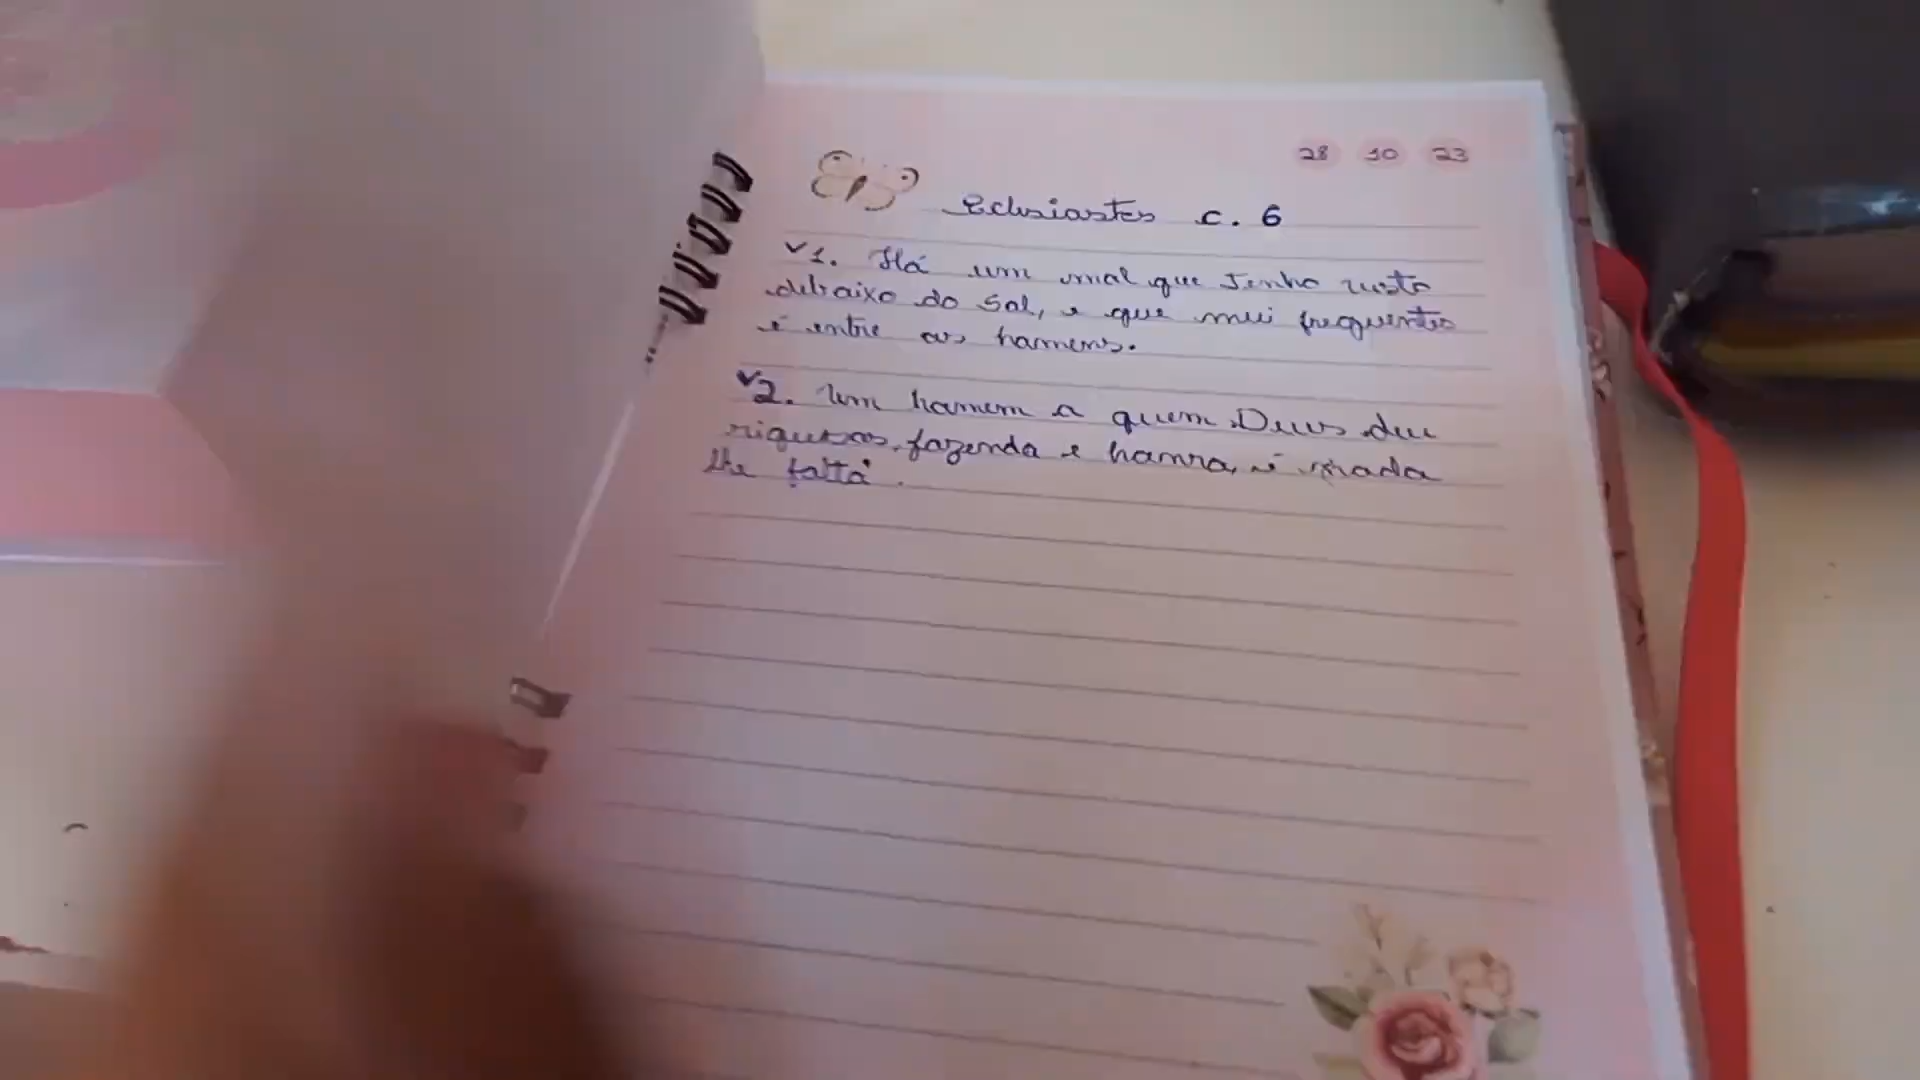 28 10 23
Eclesiastes c. 6
v1. Há um mal que tenho visto
debaixo do sol, e que mui frequentes
é entre os homens.
v2. Um homem a quem Deus deu
riquezas, fazenda e honra, e nada
lhe falta.